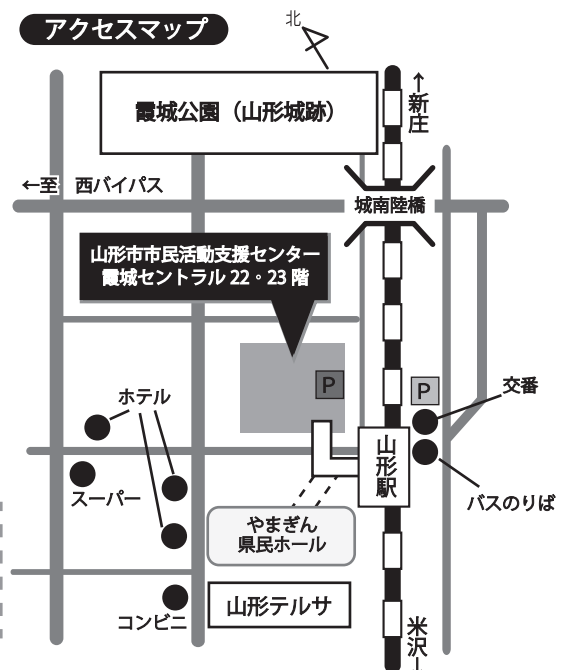 アクセスマップ
北
霞城公園（山形城跡）
↑新庄
←至　西バイパス
城南陸橋
山形市市民活動支援センター
霞城セントラル 22・23 階
P
P
交番
ホテル
山形駅
スーパー
バスのりば
やまぎん
県民ホール
山形テルサ
コンビニ
米沢